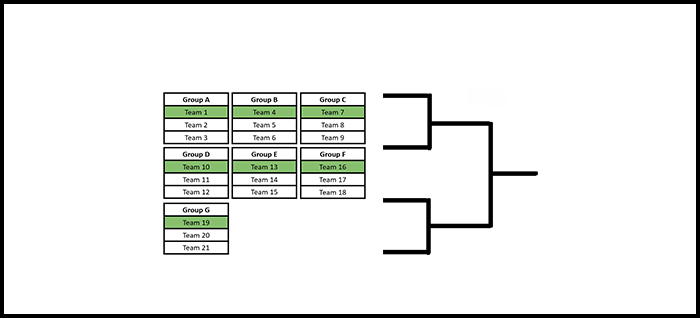 Group A
Team 1
Team 2
Team 3
Group B
Team 4
Team 5
Team 6
Group C
Team 7
Team 8
Team 9
Group D
Team 10
Team 11
Team 12
Group E
Team 13
Team 14
Team 15
Group F
Team 16
Team 17
Team 18
Group G
Team 19
Team 20
Team 21